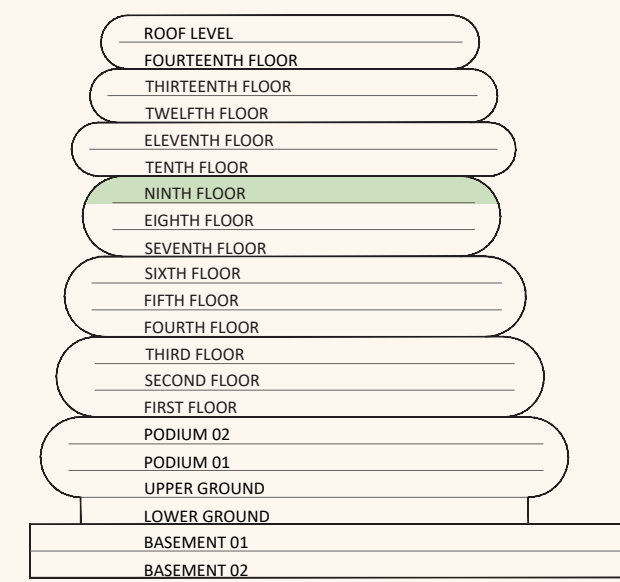 ROOF LEVEL
FOURTEENTH FLOOR
THIRTEENTH FLOOR
TWELFTH FLOOR
ELEVENTH FLOOR
TENTH FLOOR
NINTH FLOOR
EIGHTH FLOOR
SEVENTH FLOOR
SIXTH FLOOR
FIFTH FLOOR
FOURTH FLOOR
THIRD FLOOR
SECOND FLOOR
FIRST FLOOR
PODIUM 02
PODIUM 01
UPPER GROUND
LOWER GROUND
BASEMENT 01
BASEMENT 02